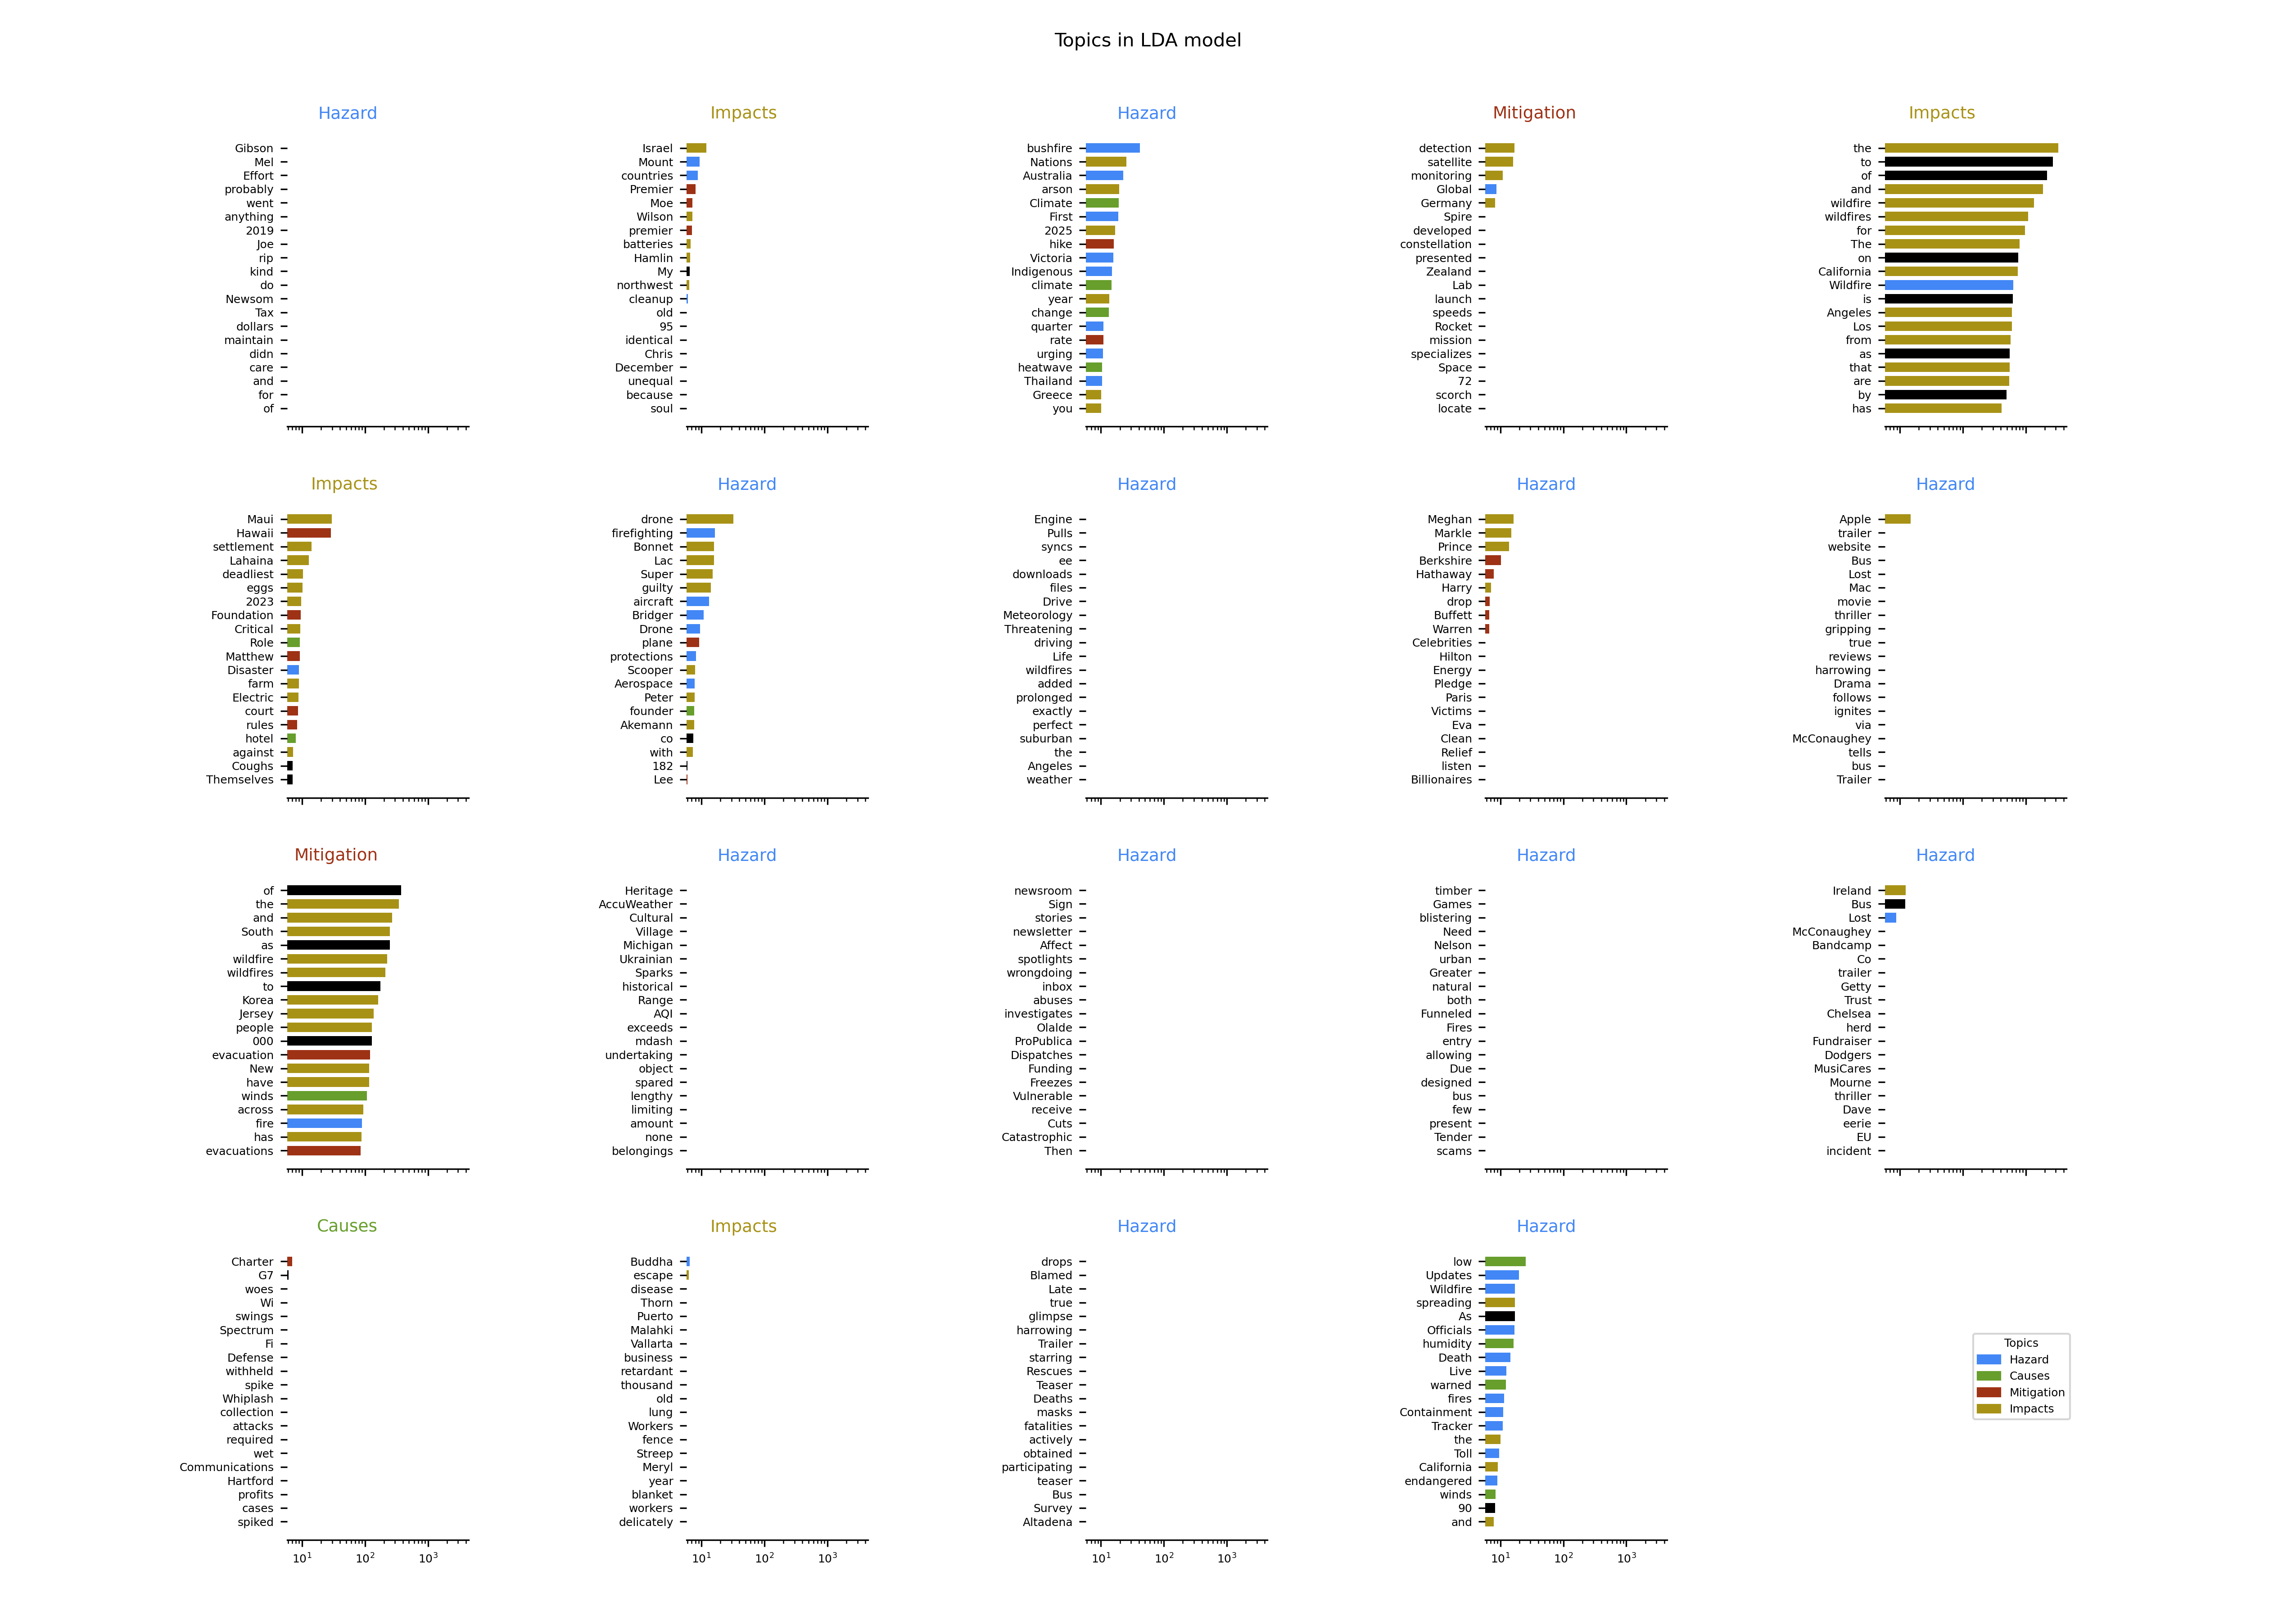 Topics in LDA model
Hazard
Gibson
Mel
Effort
probably
went
anything
2019
Joe
rip
kind
do
Newsom
Tax
dollars
maintain
didn
care
and
for
of
Impacts
Israel
Mount
countries
Premier
Moe
Wilson
premier
batteries
Hamlin
My
northwest
cleanup
old
95
identical
Chris
December
unequal
because
soul
Hazard
bushfire
Nations
Australia
arson
Climate
First
2025
hike
Victoria
Indigenous
climate
year
change
quarter
rate
urging
heatwave
Thailand
Greece
you
Mitigation
detection
satellite
monitoring
Global
Germany
Spire
developed
constellation
presented
Zealand
Lab
launch
speeds
Rocket
mission
specializes
Space
72
scorch
locate
Impacts
the
to
of
and
wildfire
wildfires
for
The
on
California
Wildfire
is
Angeles
Los
from
as
that
are
by
has
Impacts
Maui
Hawaii
settlement
Lahaina
deadliest
eggs
2023
Foundation
Critical
Role
Matthew
Disaster
farm
Electric
court
rules
hotel
against
Coughs
Themselves
Hazard
drone
firefighting
Bonnet
Lac
Super
guilty
aircraft
Bridger
Drone
plane
protections
Scooper
Aerospace
Peter
founder
Akemann
co
with
182
Lee
Hazard
Engine
Pulls
syncs
ee
downloads
files
Drive
Meteorology
Threatening
driving
Life
wildfires
added
prolonged
exactly
perfect
suburban
the
Angeles
weather
Hazard
Meghan
Markle
Prince
Berkshire
Hathaway
Harry
drop
Buffett
Warren
Celebrities
Hilton
Energy
Pledge
Paris
Victims
Eva
Clean
Relief
listen
Billionaires
Hazard
Apple
trailer
website
Bus
Lost
Mac
movie
thriller
gripping
true
reviews
harrowing
Drama
follows
ignites
via
McConaughey
tells
bus
Trailer
Mitigation
of
the
and
South
as
wildfire
wildfires
to
Korea
Jersey
people
000
evacuation
New
have
winds
across
fire
has
evacuations
Hazard
Heritage
AccuWeather
Cultural
Village
Michigan
Ukrainian
Sparks
historical
Range
AQI
exceeds
mdash
undertaking
object
spared
lengthy
limiting
amount
none
belongings
Hazard
newsroom
Sign
stories
newsletter
Affect
spotlights
wrongdoing
inbox
abuses
investigates
Olalde
ProPublica
Dispatches
Funding
Freezes
Vulnerable
receive
Cuts
Catastrophic
Then
Hazard
timber
Games
blistering
Need
Nelson
urban
Greater
natural
both
Funneled
Fires
entry
allowing
Due
designed
bus
few
present
Tender
scams
Hazard
Ireland
Bus
Lost
McConaughey
Bandcamp
Co
trailer
Getty
Trust
Chelsea
herd
Fundraiser
Dodgers
MusiCares
Mourne
thriller
Dave
eerie
EU
incident
Causes
Charter
G7
woes
Wi
swings
Spectrum
Fi
Defense
withheld
spike
Whiplash
collection
attacks
required
wet
Communications
Hartford
profits
cases
spiked
10¹ 10² 10³
Impacts
Buddha
escape
disease
Thorn
Puerto
Malahki
Vallarta
business
retardant
thousand
old
lung
Workers
fence
Streep
Meryl
year
blanket
workers
delicately
10¹ 10² 10³
Hazard
drops
Blamed
Late
true
glimpse
harrowing
Trailer
starring
Rescues
Teaser
Deaths
masks
fatalities
actively
obtained
participating
teaser
Bus
Survey
Altadena
10¹ 10² 10³
Hazard
low
Updates
Wildfire
spreading
As
Officials
humidity
Death
Live
warned
fires
Containment
Tracker
the
Toll
California
endangered
winds
90
and
10¹ 10² 10³
Topics
Hazard
Causes
Mitigation
Impacts